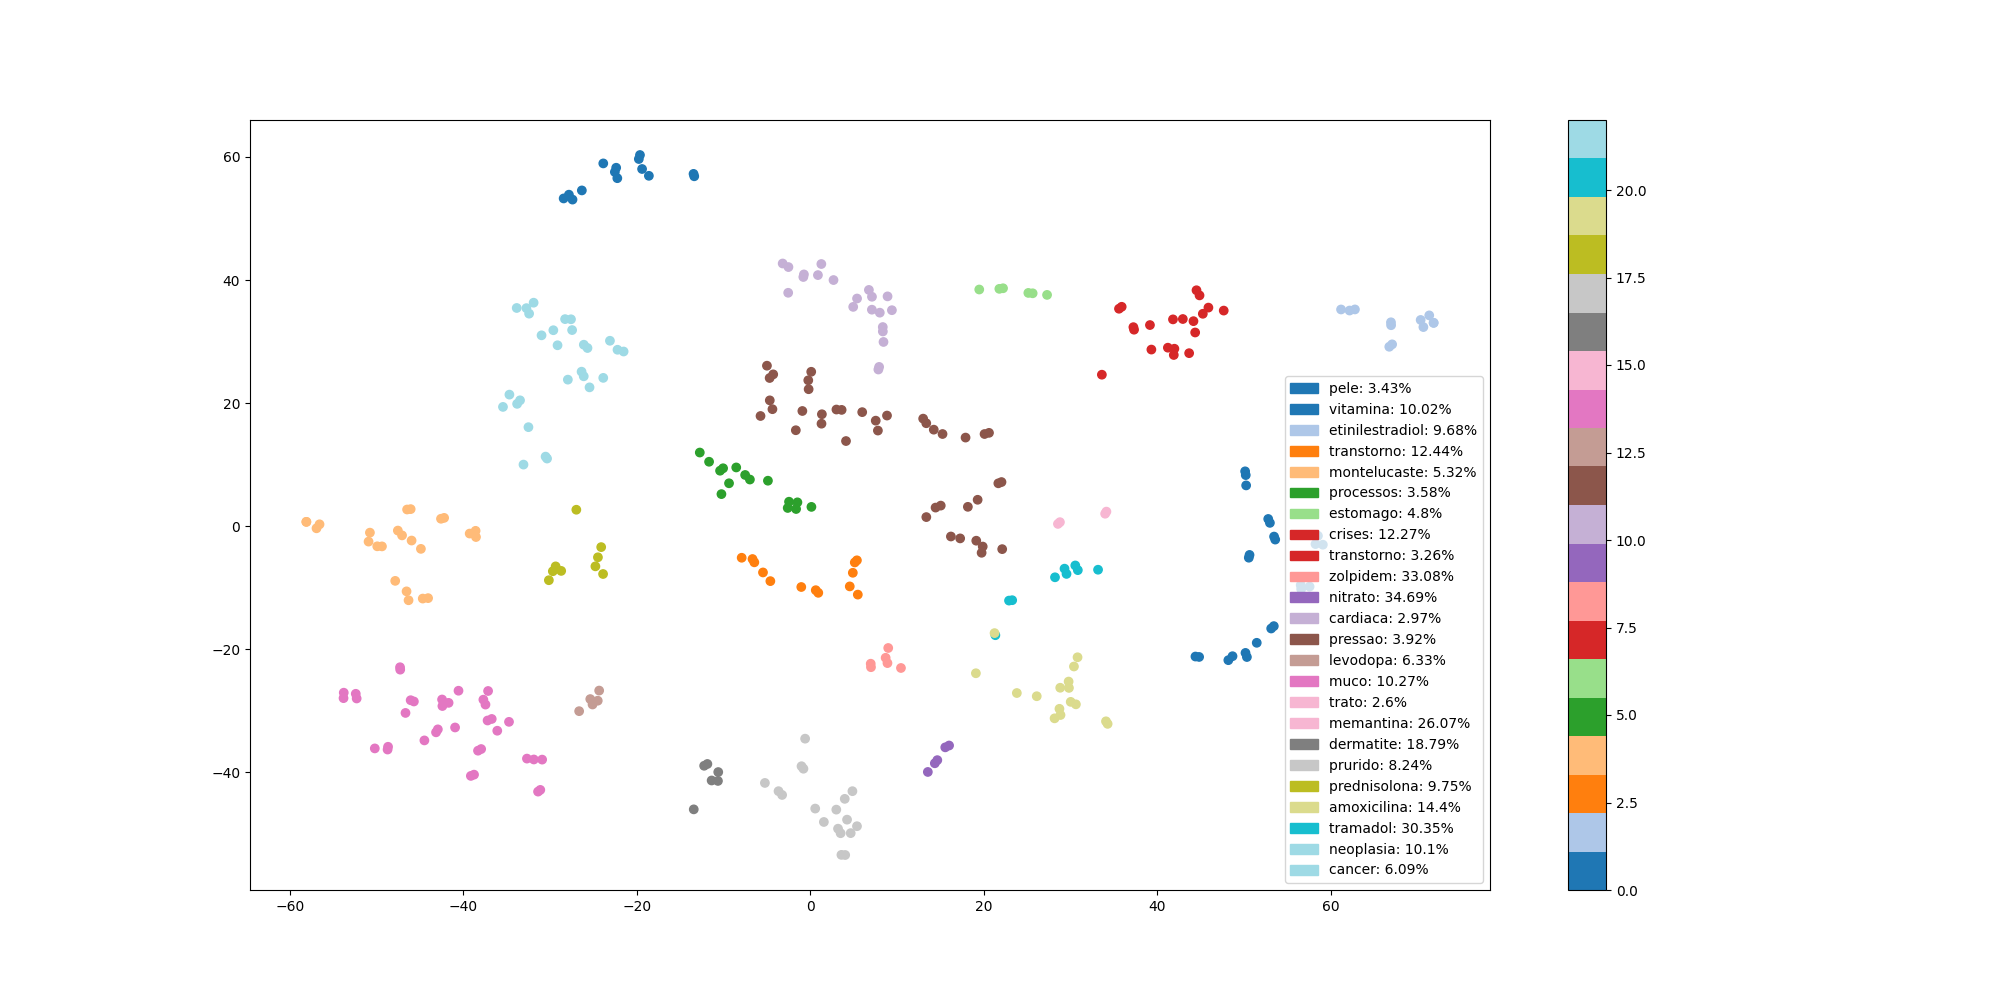 60
40
20
0
−20
−40
−60
−40
−20
0
20
40
60
pele: 3.43%
vitamina: 10.02%
etinilestradiol: 9.68%
transtorno: 12.44%
montelucaste: 5.32%
processos: 3.58%
estomago: 4.8%
crises: 12.27%
transtorno: 3.26%
zolpidem: 33.08%
nitrato: 34.69%
cardiaca: 2.97%
pressao: 3.92%
levodopa: 6.33%
muco: 10.27%
trato: 2.6%
memantina: 26.07%
dermatite: 18.79%
prurido: 8.24%
prednisolona: 9.75%
amoxicilina: 14.4%
tramadol: 30.35%
neoplasia: 10.1%
cancer: 6.09%
20.0
17.5
15.0
12.5
10.0
7.5
5.0
2.5
0.0